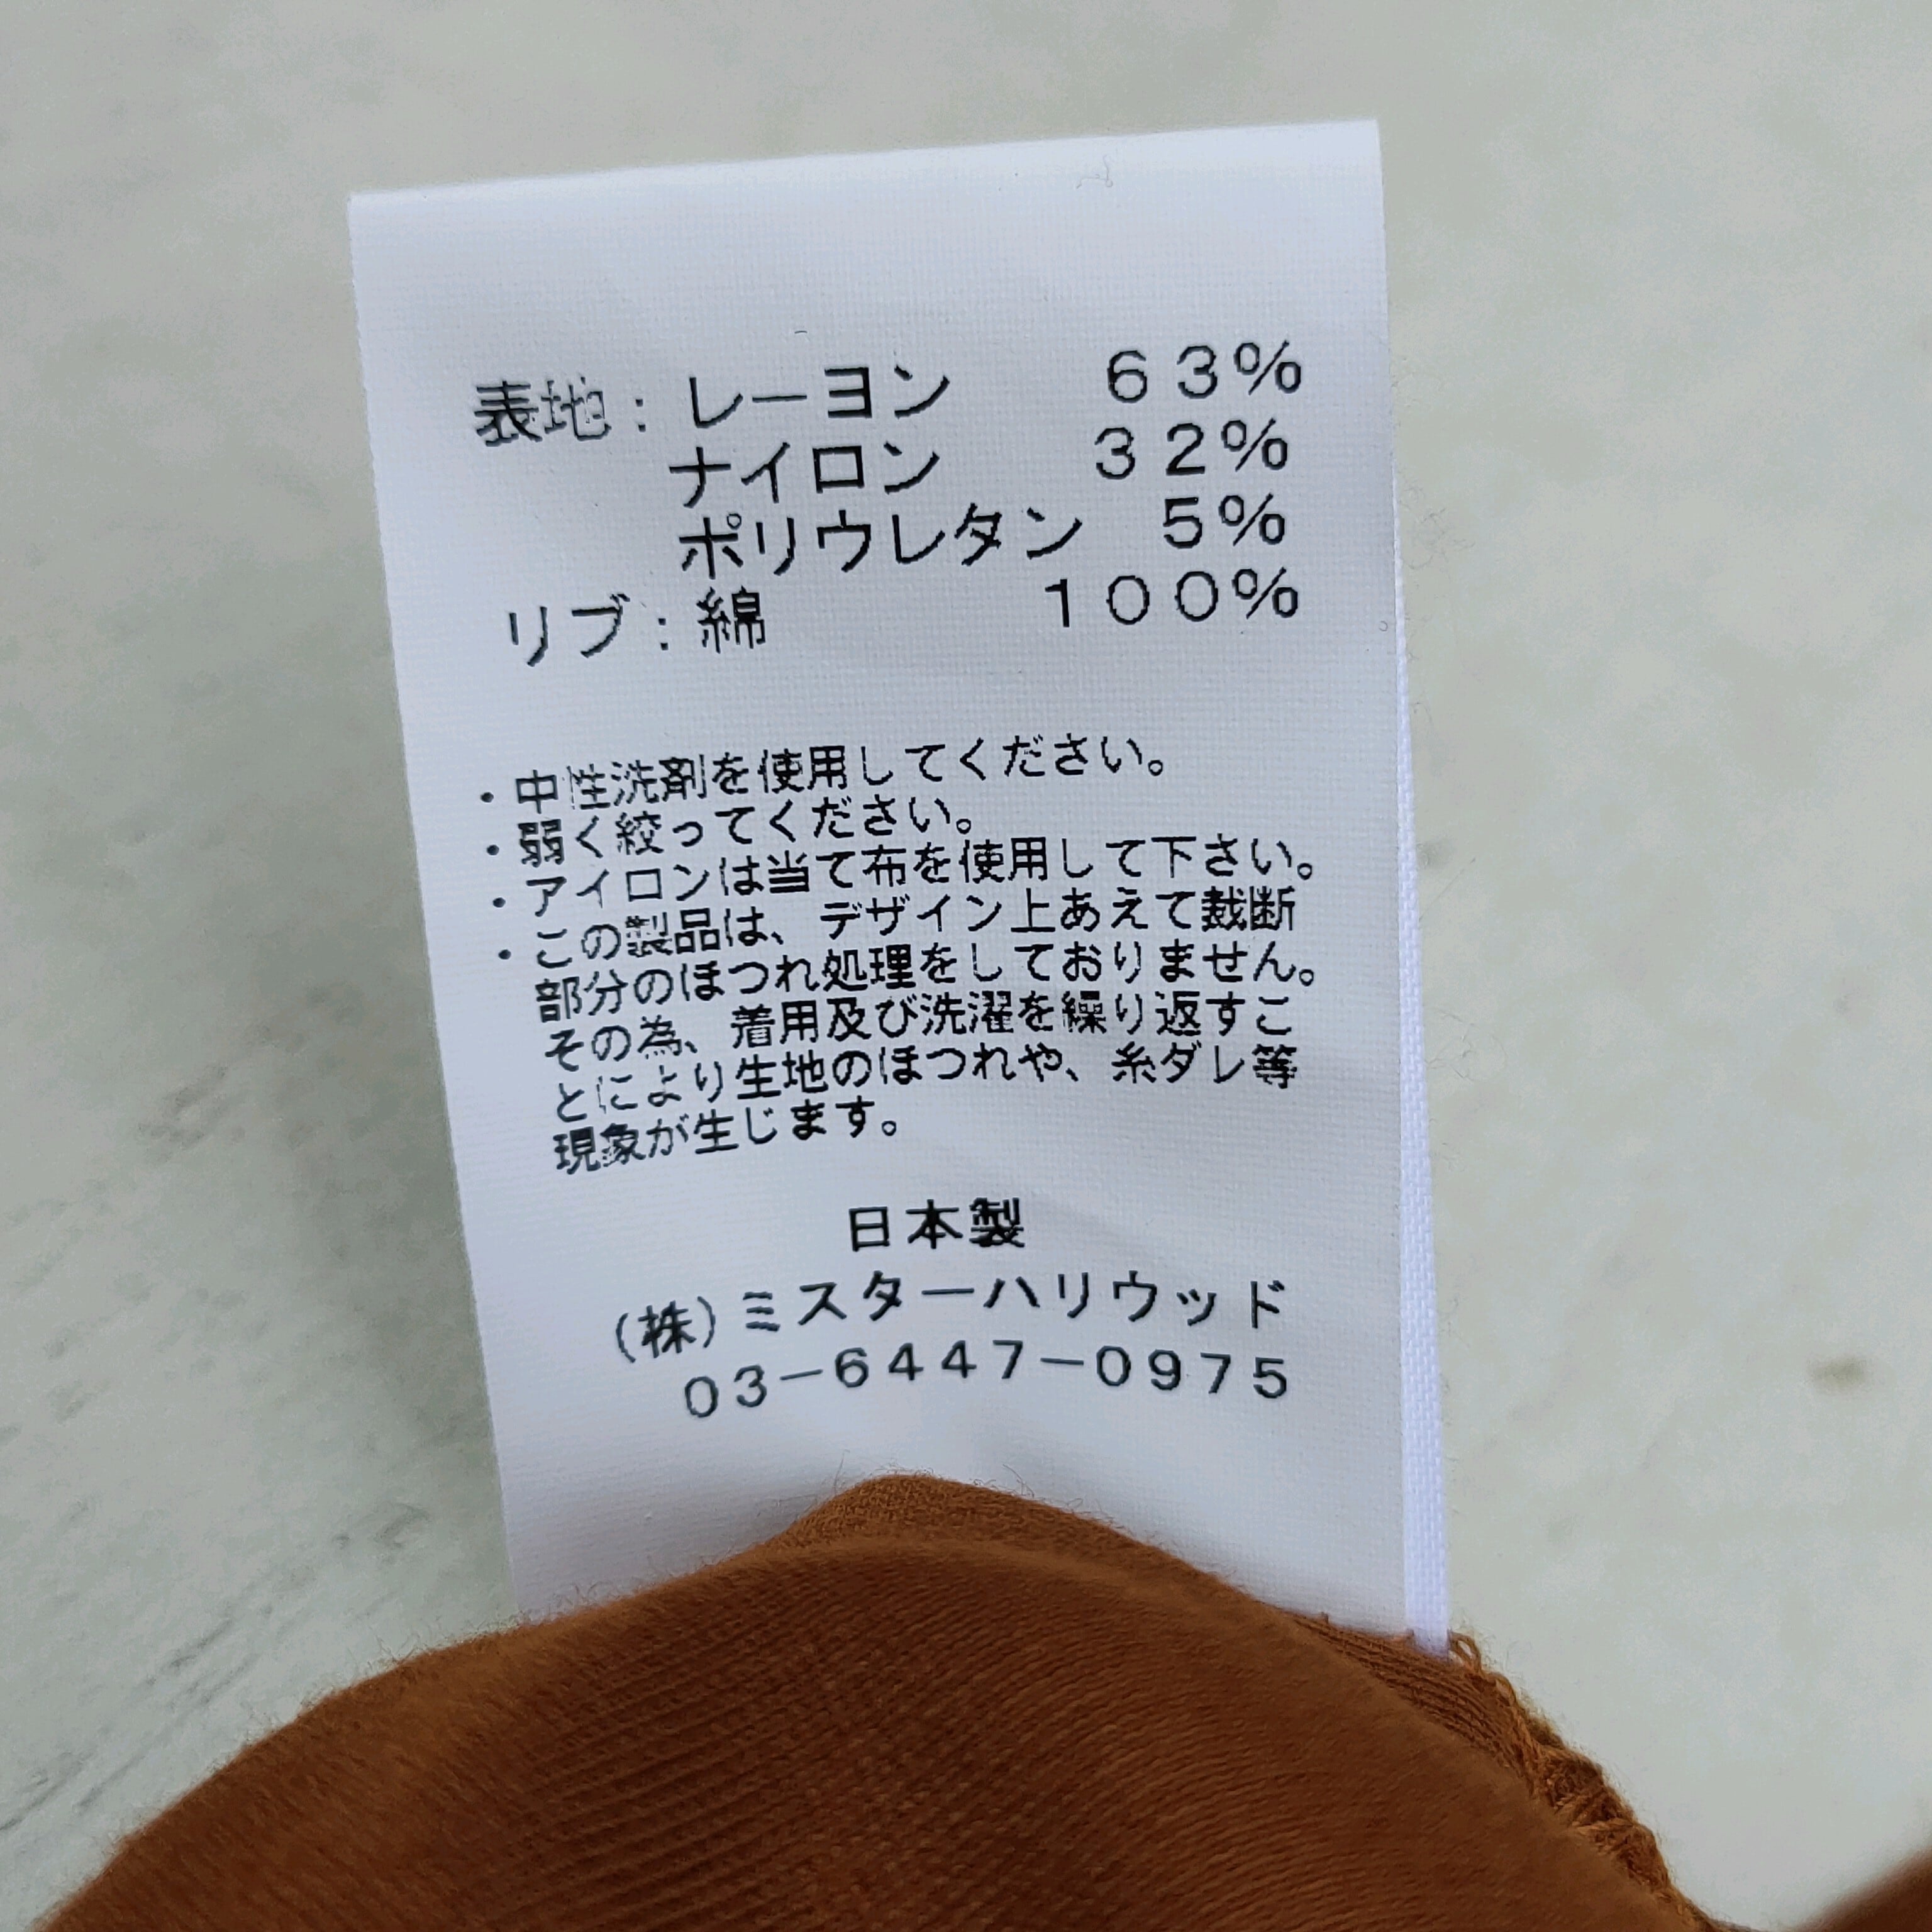 表地：レーヨン　６３％
ナイロン　３２％
ポリウレタン　５％
リブ：綿　１００％
・中性洗剤を使用してください。
・弱く絞ってください。
・アイロンは当て布を使用して下さい。
・この製品は、デザイン上あえて裁断
部分のほつれ処理をしておりません。
その為、着用及び洗濯を繰り返すこ
とにより生地のほつれや、糸ダレ等
現象が生じます。
日本製
（株）ミスターハリウッド
０３－６４４７－０９７５